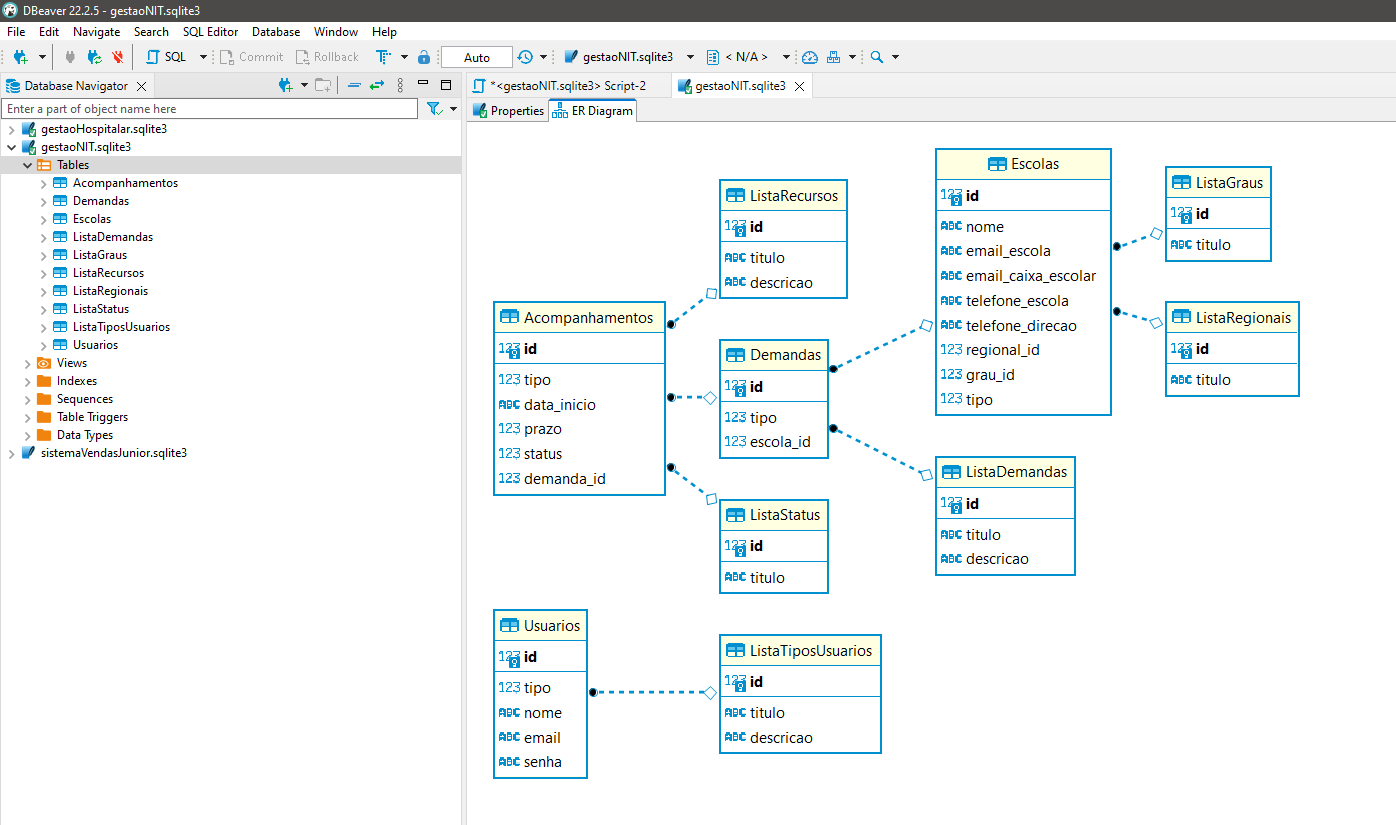 DBeaver 22.2.5 - gestaoNIT.sqlite3
File Edit Navigate Search SQL Editor Database Window Help
SQL Commit Rollback Auto gestaoNIT.sqlite3 < N/A >
Database Navigator
*<gestaoNIT.sqlite3> Script-2
gestaoNIT.sqlite3
Enter a part of object name here
Properties ER Diagram
gestaoHospitalar.sqlite3
gestaoNIT.sqlite3
Tables
Acompanhamentos
Demandas
Escolas
ListaDemandas
ListaGraus
ListaRecursos
ListaRegionais
ListaStatus
ListaTiposUsuarios
Usuarios
Views
Indexes
Sequences
Table Triggers
Data Types
sistemaVendasJunior.sqlite3
Acompanhamentos
123 id
123 tipo
ABC data_inicio
123 prazo
123 status
123 demanda_id
ListaRecursos
123 id
ABC titulo
ABC descricao
Demandas
123 id
123 tipo
123 escola_id
ListaStatus
123 id
ABC titulo
Escolas
123 id
ABC nome
ABC email_escola
ABC email_caixa_escolar
ABC telefone_escola
ABC telefone_direcao
123 regional_id
123 grau_id
123 tipo
ListaGraus
123 id
ABC titulo
ListaRegionais
123 id
ABC titulo
ListaDemandas
123 id
ABC titulo
ABC descricao
Usuarios
123 id
123 tipo
ABC nome
ABC email
ABC senha
ListaTiposUsuarios
123 id
ABC titulo
ABC descricao